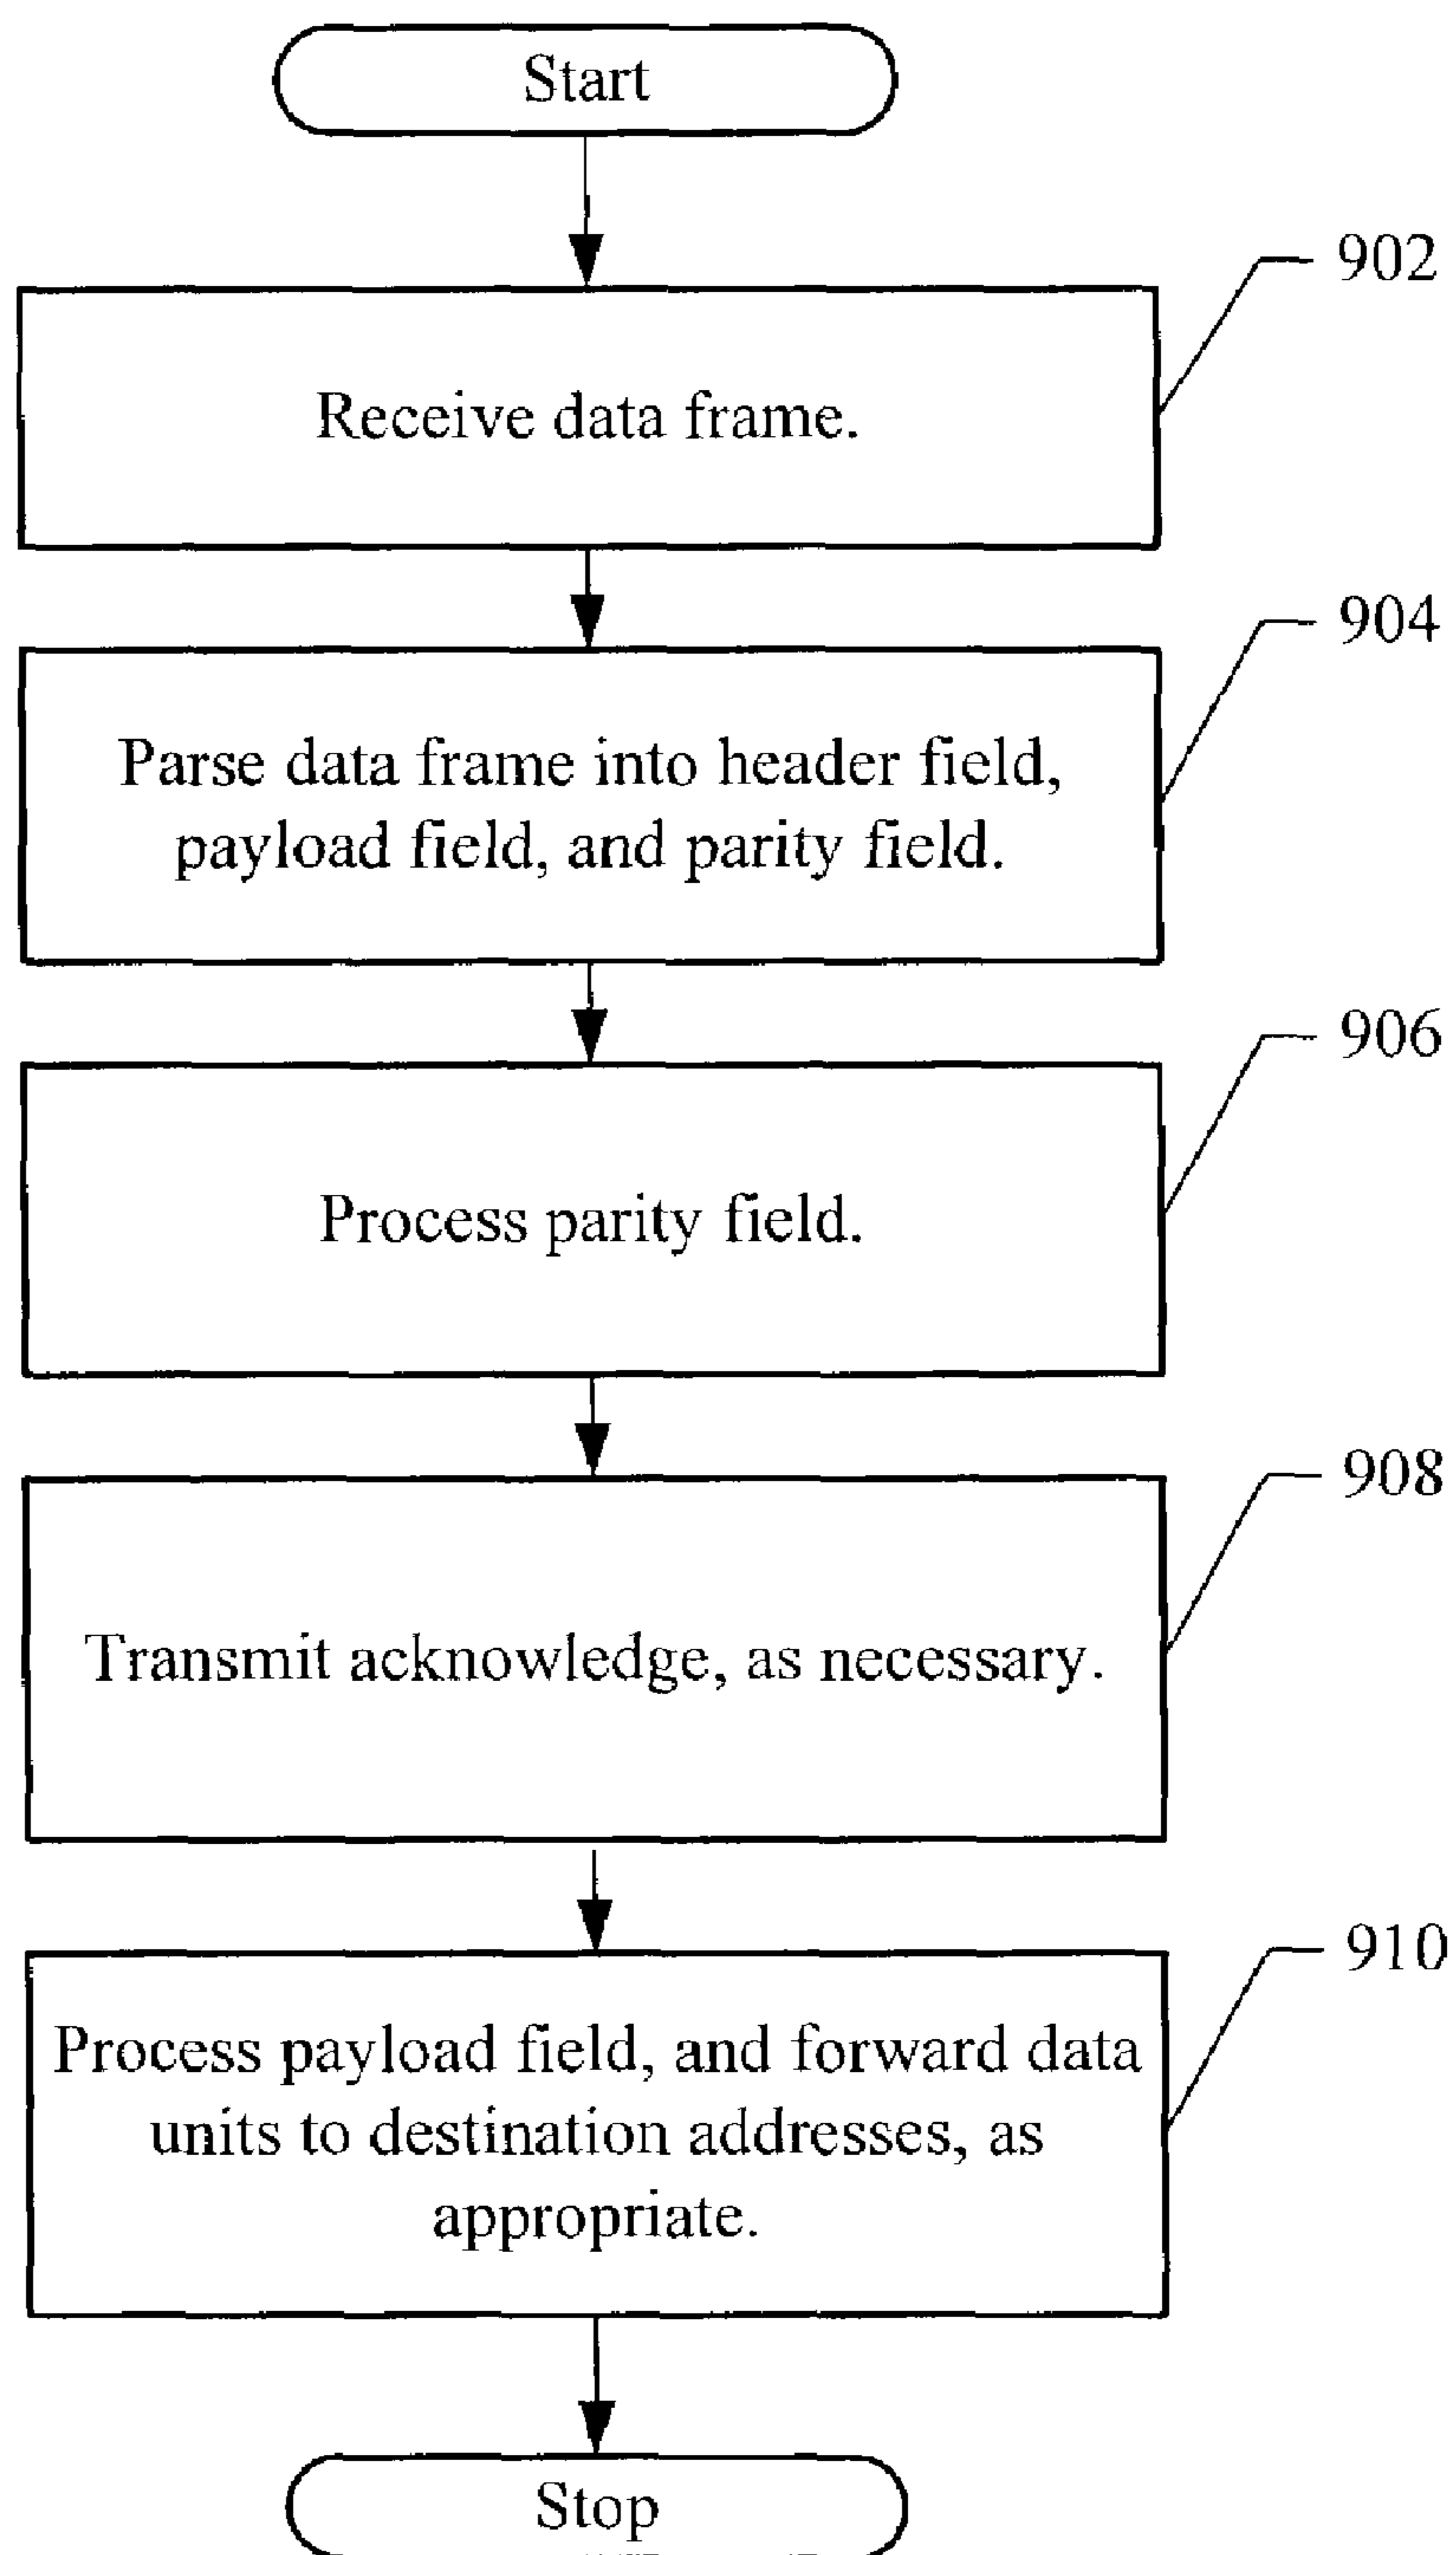 Start
902
Receive data frame.
904
Parse data frame into header field,
payload field, and parity field.
906
Process parity field.
908
Transmit acknowledge, as necessary.
910
Process payload field, and forward data
units to destination addresses, as
appropriate.
Stop